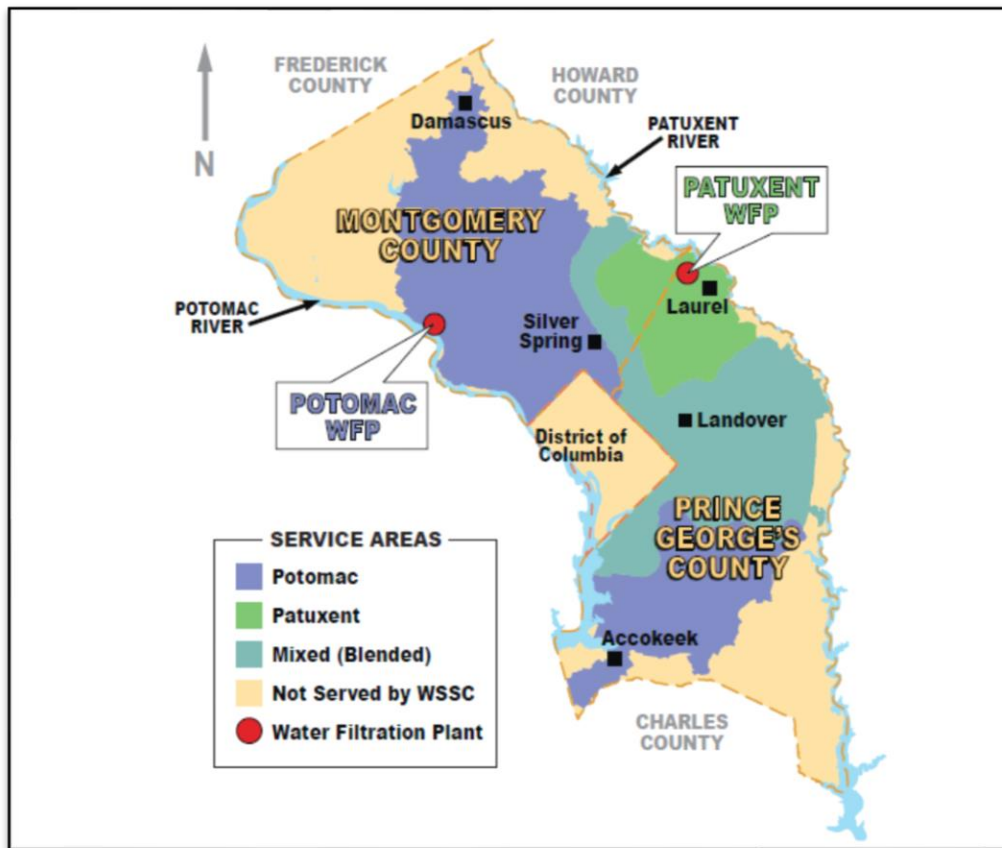 FREDERICK
COUNTY
HOWARD
COUNTY
N
Damascus
PATUXENT
RIVER
PATUXENT
WFP
MONTGOMERY
COUNTY
Laurel
POTOMAC
RIVER
Silver
Spring
POTOMAC
WFP
Landover
District of
Columbia
PRINCE
GEORGE'S
COUNTY
SERVICE AREAS
Potomac
Patuxent
Mixed (Blended)
Not Served by WSSC
Water Filtration Plant
Accokeek
CHARLES
COUNTY